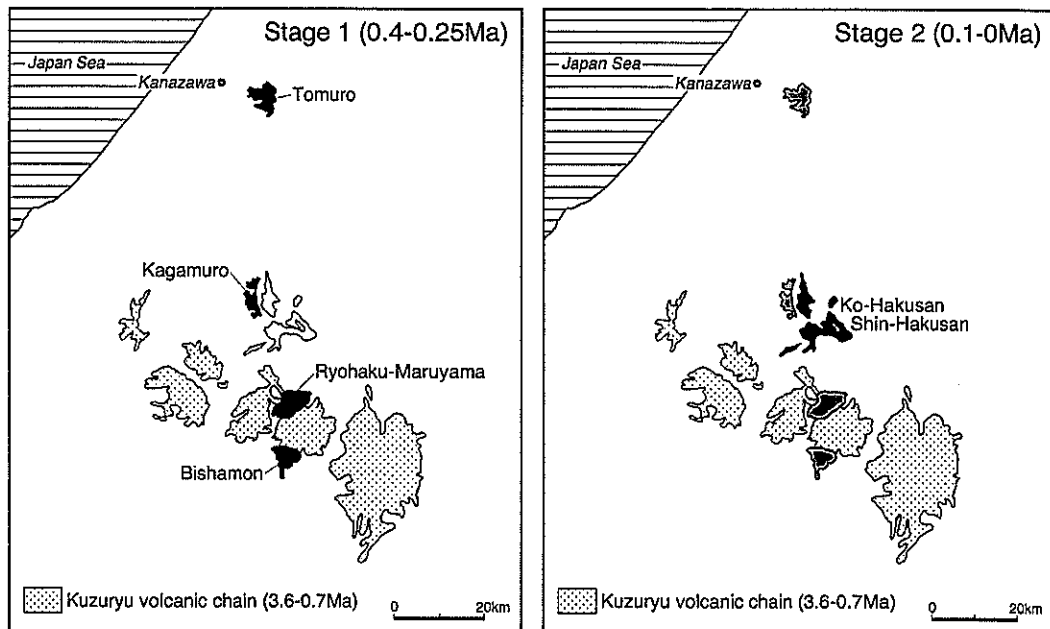 Stage 1 (0.4-0.25Ma)
Japan Sea
Kanazawa
Tomuro
Kagamuro
Ryohaku-Maruyama
Bishamon
Kuzuryu volcanic chain (3.6-0.7Ma)
0 20km
Stage 2 (0.1-0Ma)
Japan Sea
Kanazawa
Ko-Hakusan
Shin-Hakusan
Kuzuryu volcanic chain (3.6-0.7Ma)
0 20km